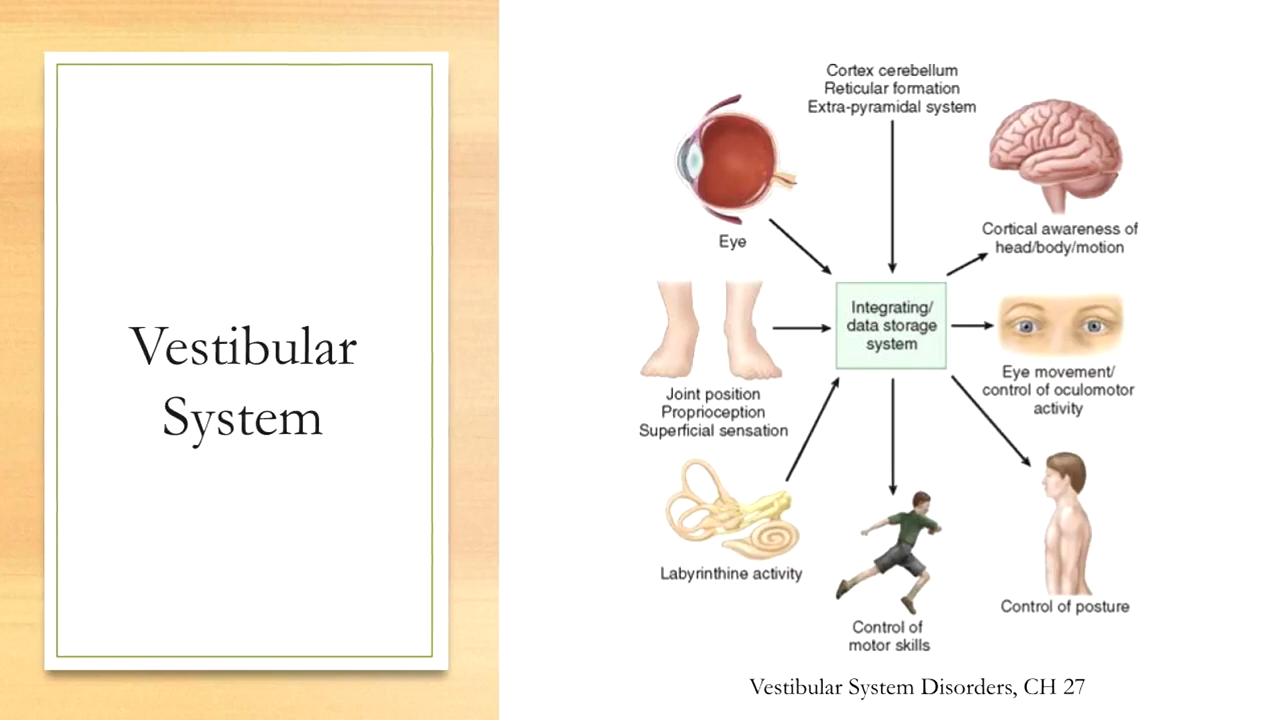 Vestibular
System
Cortex cerebellum
Reticular formation
Extra-pyramidal system
Eye
Cortical awareness of
head/body/motion
Integrating/
data storage
system
Joint position
Proprioception
Superficial sensation
Eye movement/
control of oculomotor
activity
Labyrinthine activity
Control of
motor skills
Control of posture
Vestibular System Disorders, CH 27